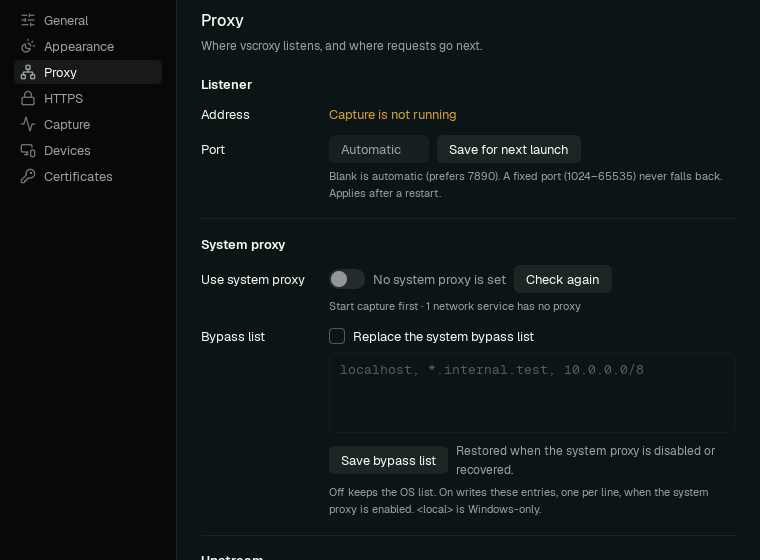 General
Appearance
Proxy
HTTPS
Capture
Devices
Certificates
Proxy
Where vscroxy listens, and where requests go next.
Listener
Address
Capture is not running
Port
Automatic
Save for next launch
Blank is automatic (prefers 7890). A fixed port (1024–65535) never falls back.
Applies after a restart.
System proxy
Use system proxy
No system proxy is set
Check again
Start capture first · 1 network service has no proxy
Bypass list
Replace the system bypass list
localhost, *.internal.test, 10.0.0.0/8
Save bypass list
Restored when the system proxy is disabled or
recovered.
Off keeps the OS list. On writes these entries, one per line, when the system
proxy is enabled. <local> is Windows-only.
Upstream